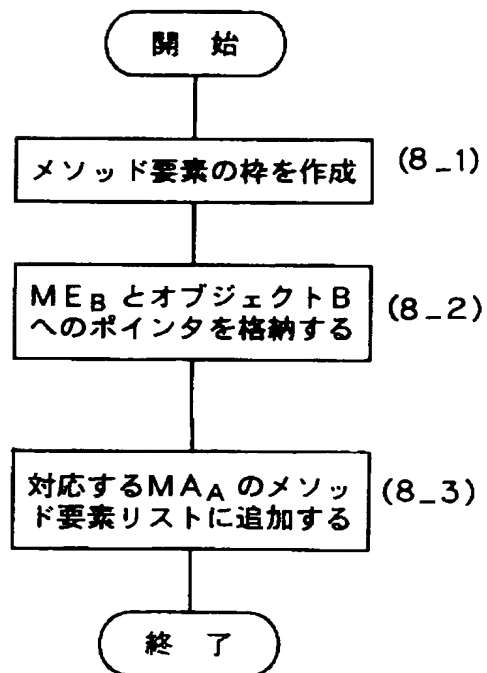 開 始
メソッド要素の枠を作成
(8_1)
MEBとオブジェクトB
へのポインタを格納する
(8_2)
対応するMAAのメソッ
ド要素リストに追加する
(8_3)
終 了